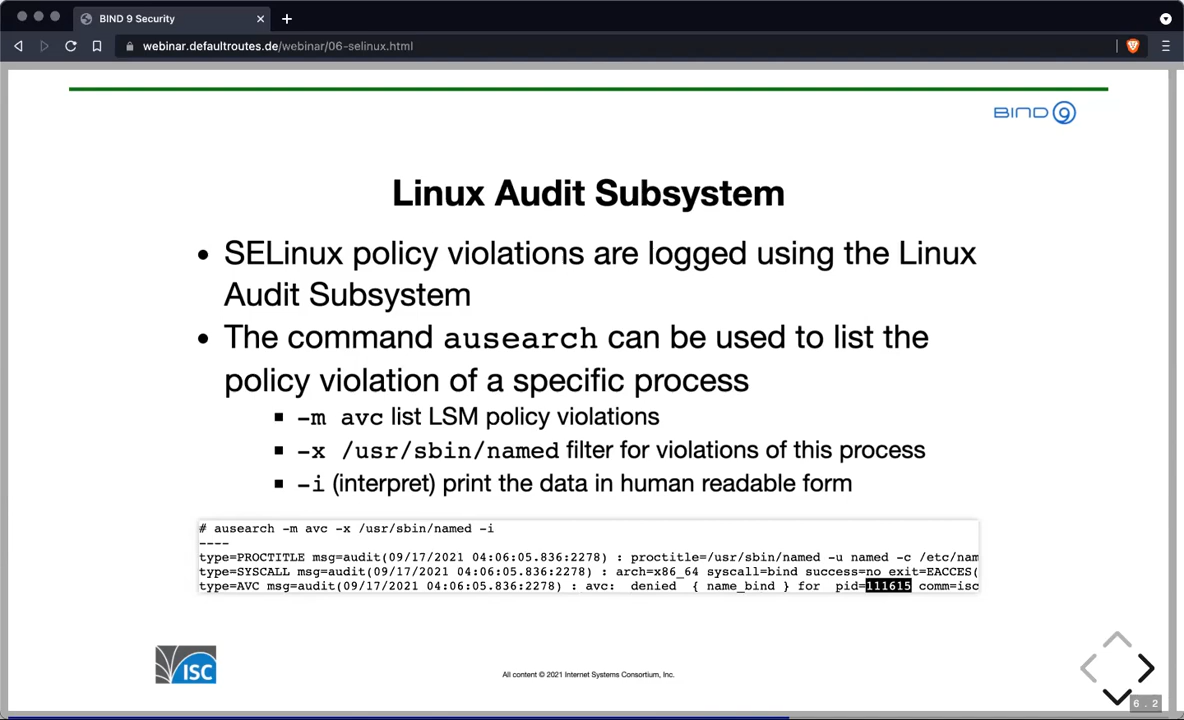 BIND 9 Security
webinar.defaultroutes.de/webinar/06-selinux.html
BIND 9
Linux Audit Subsystem
• SELinux policy violations are logged using the Linux
Audit Subsystem
• The command ausearch can be used to list the
policy violation of a specific process
▪ -m avc list LSM policy violations
▪ -x /usr/sbin/named filter for violations of this process
▪ -i (interpret) print the data in human readable form
# ausearch -m avc -x /usr/sbin/named -i
----
type=PROCTITLE msg=audit(09/17/2021 04:06:05.836:2278) : proctitle=/usr/sbin/named -u named -c /etc/nam
type=SYSCALL msg=audit(09/17/2021 04:06:05.836:2278) : arch=x86_64 syscall=bind success=no exit=EACCES(
type=AVC msg=audit(09/17/2021 04:06:05.836:2278) : avc:  denied  { name_bind } for  pid=111615 comm=isc
ISC
All content © 2021 Internet Systems Consortium, Inc.
6.2